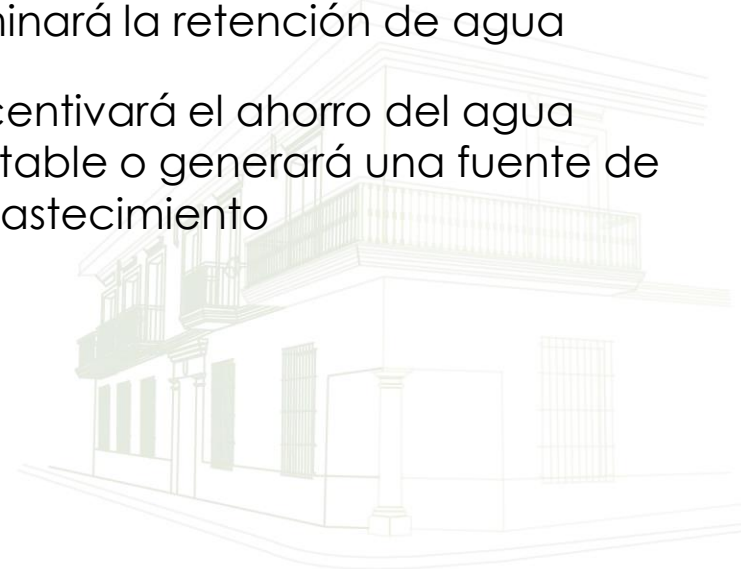 minará la retención de agua
centivará el ahorro del agua
table o generará una fuente de
astecimiento